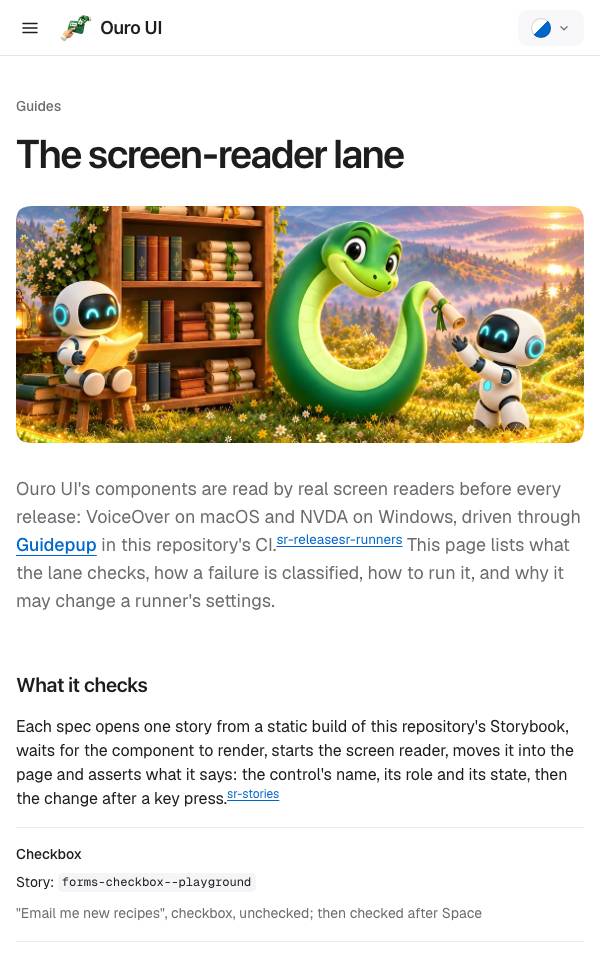 Ouro UI
Guides
The screen-reader lane
Ouro UI's components are read by real screen readers before every
release: VoiceOver on macOS and NVDA on Windows, driven through
Guidepup in this repository's CI.sr-releasesr-runners This page lists what
the lane checks, how a failure is classified, how to run it, and why it
may change a runner's settings.
What it checks
Each spec opens one story from a static build of this repository's Storybook,
waits for the component to render, starts the screen reader, moves it into the
page and asserts what it says: the control's name, its role and its state, then
the change after a key press.sr-stories
Checkbox
Story: forms-checkbox--playground
"Email me new recipes", checkbox, unchecked; then checked after Space